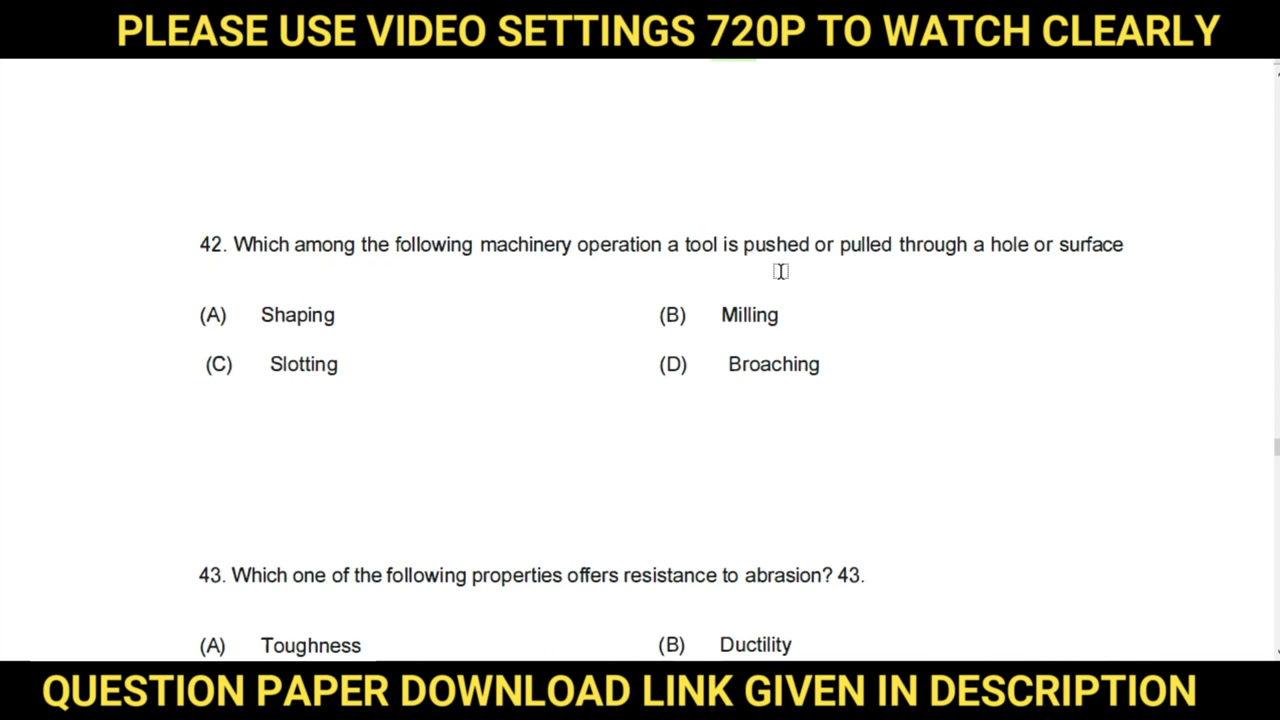 PLEASE USE VIDEO SETTINGS 720P TO WATCH CLEARLY
42. Which among the following machinery operation a tool is pushed or pulled through a hole or surface
(A) Shaping (B) Milling
(C) Slotting (D) Broaching
43. Which one of the following properties offers resistance to abrasion? 43.
(A) Toughness (B) Ductility
QUESTION PAPER DOWNLOAD LINK GIVEN IN DESCRIPTION